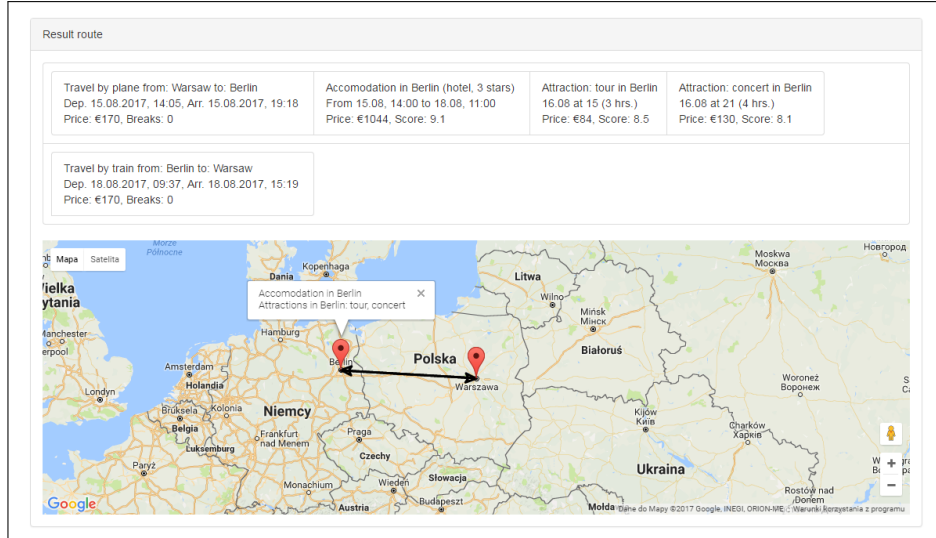 Result route
Travel by plane from: Warsaw to: Berlin
Dep. 15.08.2017, 14:05, Arr. 15.08.2017, 19:18
Price: €170, Breaks: 0
Accomodation in Berlin (hotel, 3 stars)
From 15.08, 14:00 to 18.08, 11:00
Price: €1044, Score: 9.1
Attraction: tour in Berlin
16.08 at 15 (3 hrs.)
Price: €84, Score: 8.5
Attraction: concert in Berlin
16.08 at 21 (4 hrs.)
Price: €130, Score: 8.1
Travel by train from: Berlin to: Warsaw
Dep. 18.08.2017, 09:37, Arr. 18.08.2017, 15:19
Price: €170, Breaks: 0
Mapa Satelita
Morze
Północne
Kopenhaga
Dania
Litwa
Moskwa
Москва
Новгород
ielka
ytania
Accomodation in Berlin
Attractions in Berlin: tour, concert
Wilno
Mińsk
Мінск
Białoruś
Manchester
erpool
Hamburg
Amsterdam
Holandia
Berlin
Polska
Warszawa
Londyn
Woroneż
Воронеж
Bruksela
Kolonia
Belgia
Niemcy
Frankfurt
nad Menem
Luksemburg
Praga
Czechy
Kijów
Київ
Charków
Харків
Paryż
Ukraina
Monachium
Wiedeń
Słowacja
Austria
Budapeszt
Rostów nad
Donem
Mołda
Google
Dane do Mapy ©2017 Google, INEGI, ORION-ME
Warunki korzystania z programu